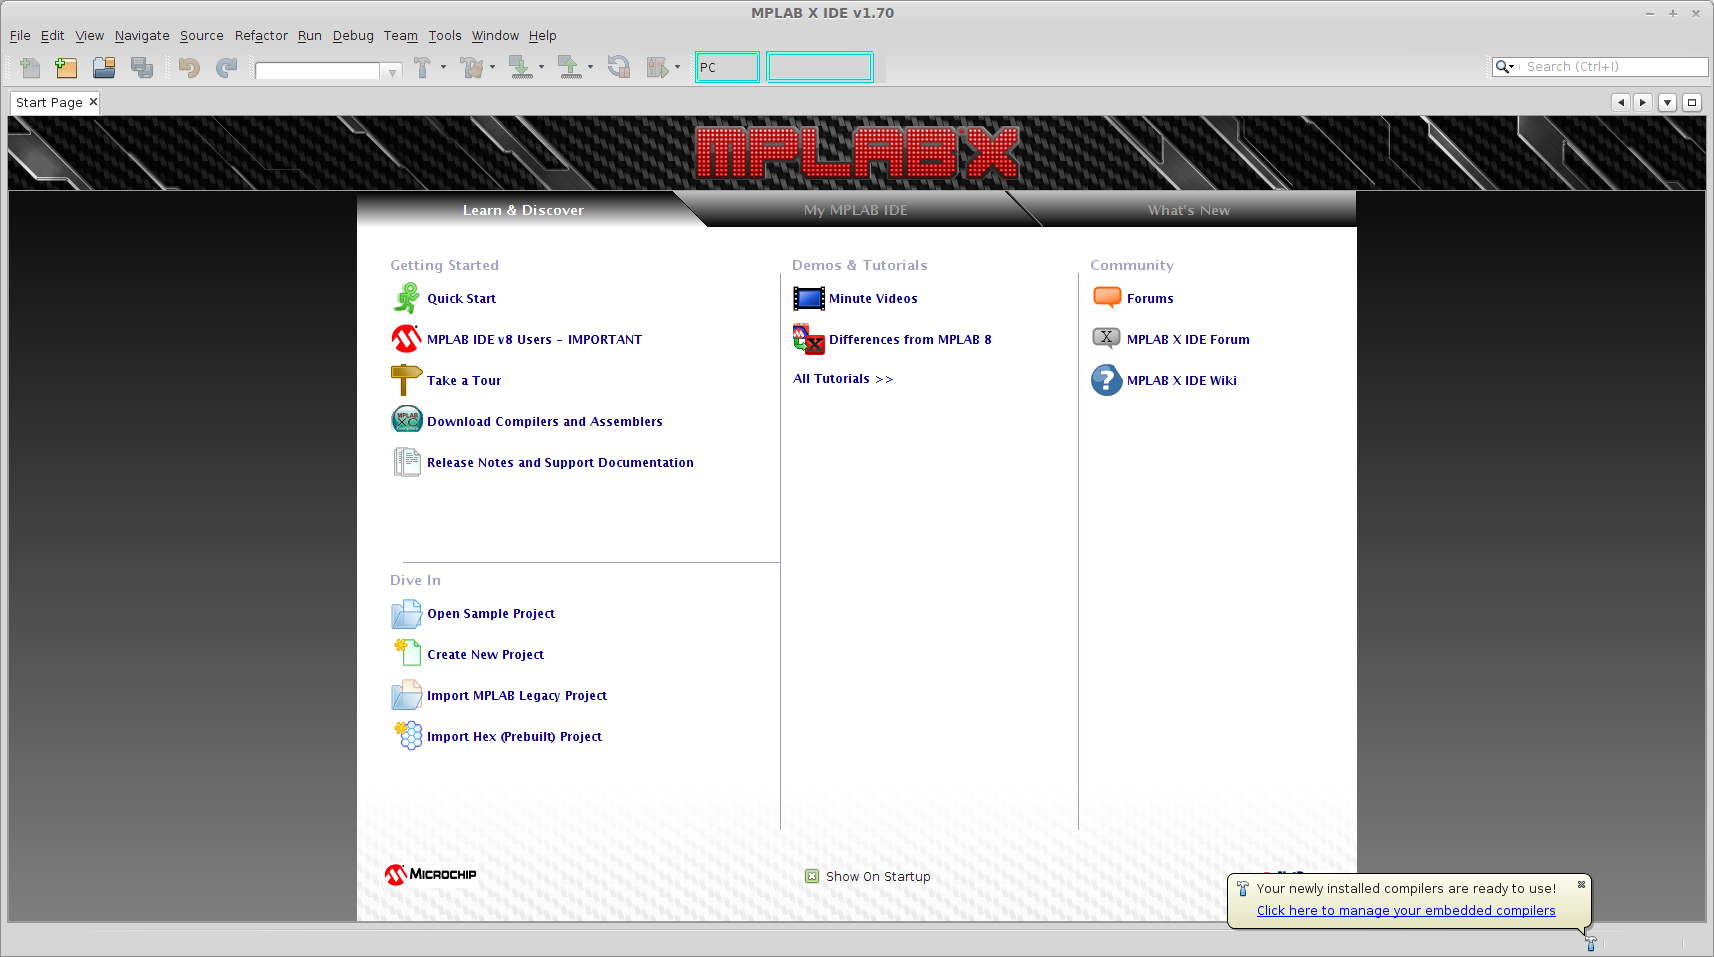 MPLAB X IDE v1.70
File Edit View Navigate Source Refactor Run Debug Team Tools Window Help
PC
Search (Ctrl+I)
Start Page
MPLAB X
Learn & Discover
My MPLAB IDE
What's New
Getting Started
Quick Start
MPLAB IDE v8 Users - IMPORTANT
Take a Tour
MPLAB
XC
Download Compilers and Assemblers
Release Notes and Support Documentation
Dive In
Open Sample Project
Create New Project
Import MPLAB Legacy Project
Import Hex (Prebuilt) Project
Demos & Tutorials
Minute Videos
Differences from MPLAB 8
All Tutorials >>
Community
Forums
X
MPLAB X IDE Forum
?
MPLAB X IDE Wiki
MICROCHIP
Show On Startup
Your newly installed compilers are ready to use!
Click here to manage your embedded compilers